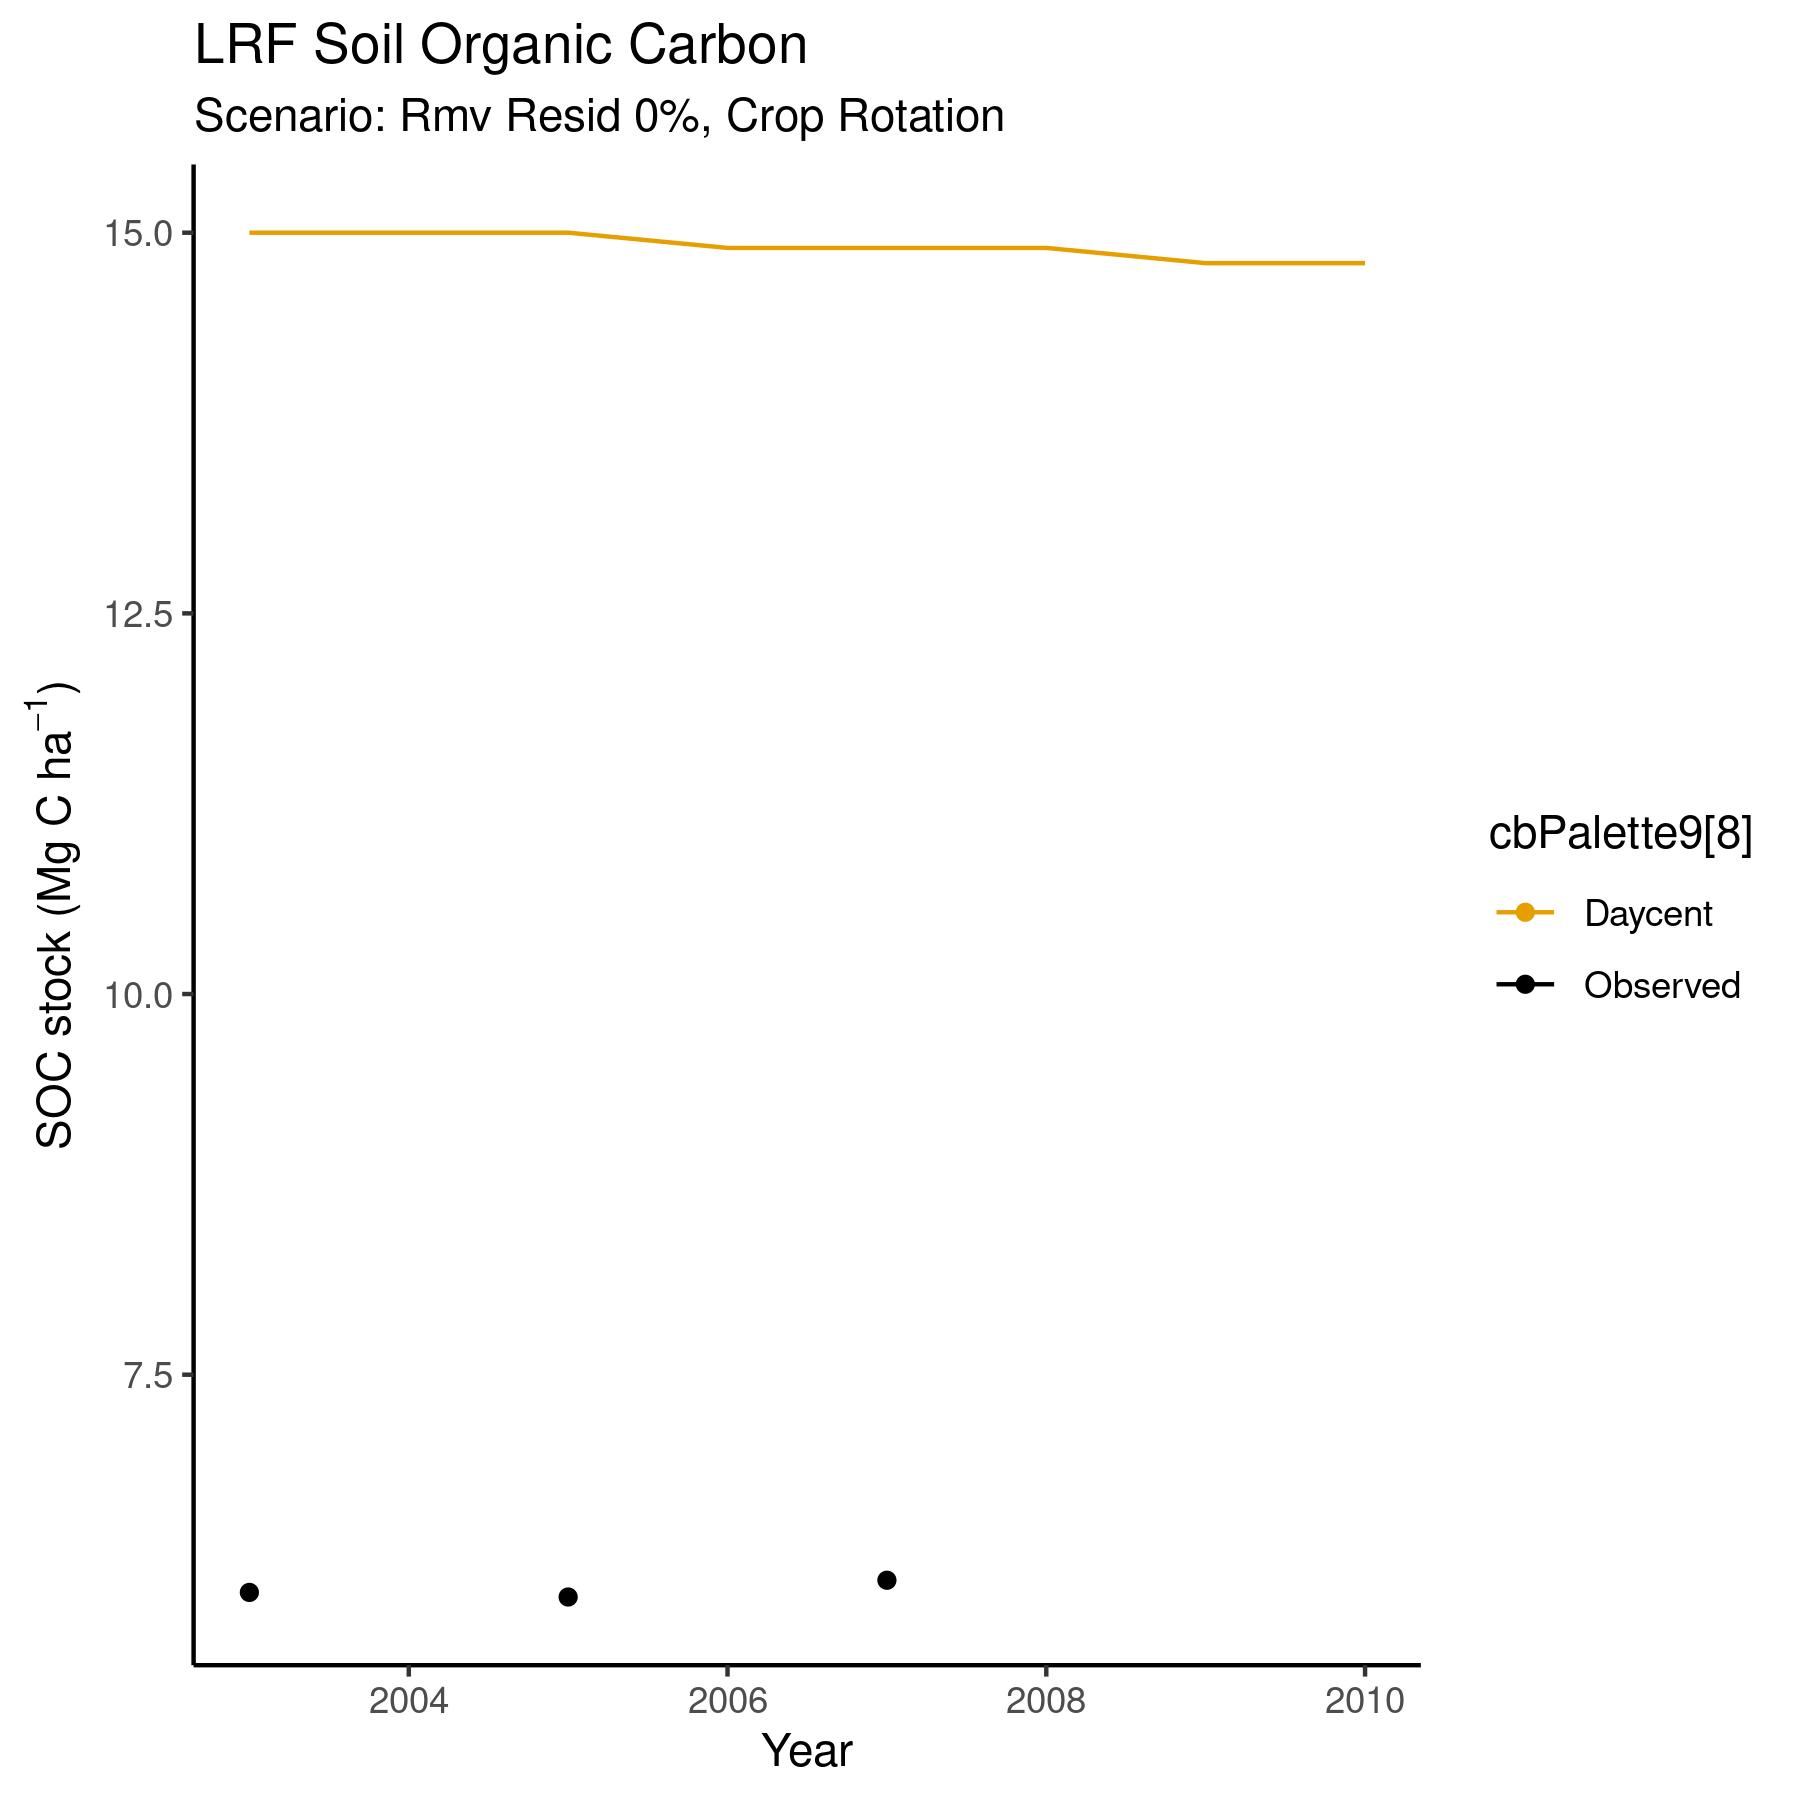 LRF Soil Organic Carbon
Scenario: Rmv Resid 0%, Crop Rotation
15.0
12.5
10.0
7.5
SOC stock (Mg C ha⁻¹)
2004
2006
2008
2010
Year
cbPalette9[8]
Daycent
Observed